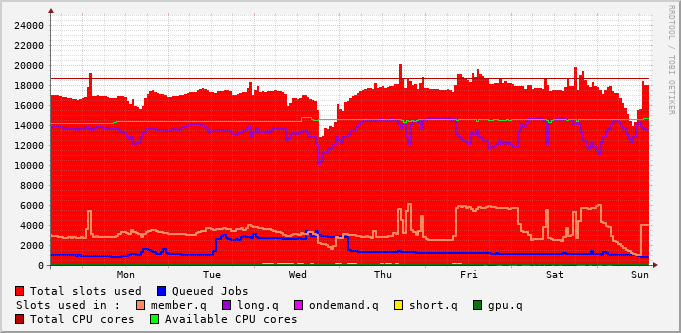 24000
22000
20000
18000
16000
14000
12000
10000
8000
6000
4000
2000
0
Mon Tue Wed Thu Fri Sat Sun
RRDTOOL / TOBI OETIKER
Total slots used Queued Jobs
Slots used in : member.q long.q ondemand.q short.q gpu.q
Total CPU cores Available CPU cores